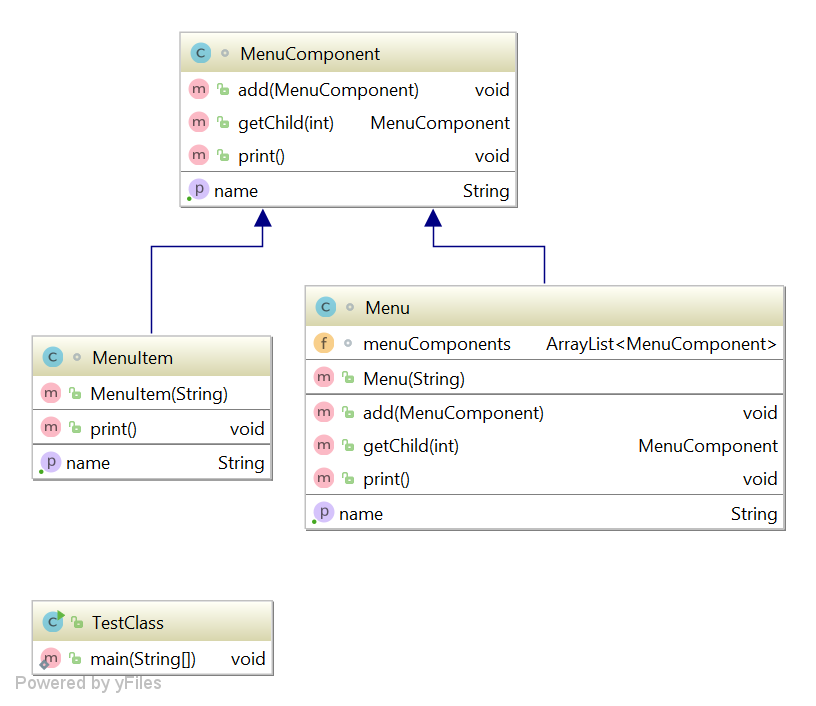 MenuComponent
add(MenuComponent) void
getChild(int) MenuComponent
print() void
name String
Menu
menuComponents ArrayList<MenuComponent>
Menu(String)
add(MenuComponent) void
getChild(int) MenuComponent
print() void
name String
MenuItem
MenuItem(String)
print() void
name String
TestClass
main(String[]) void
Powered by yFiles